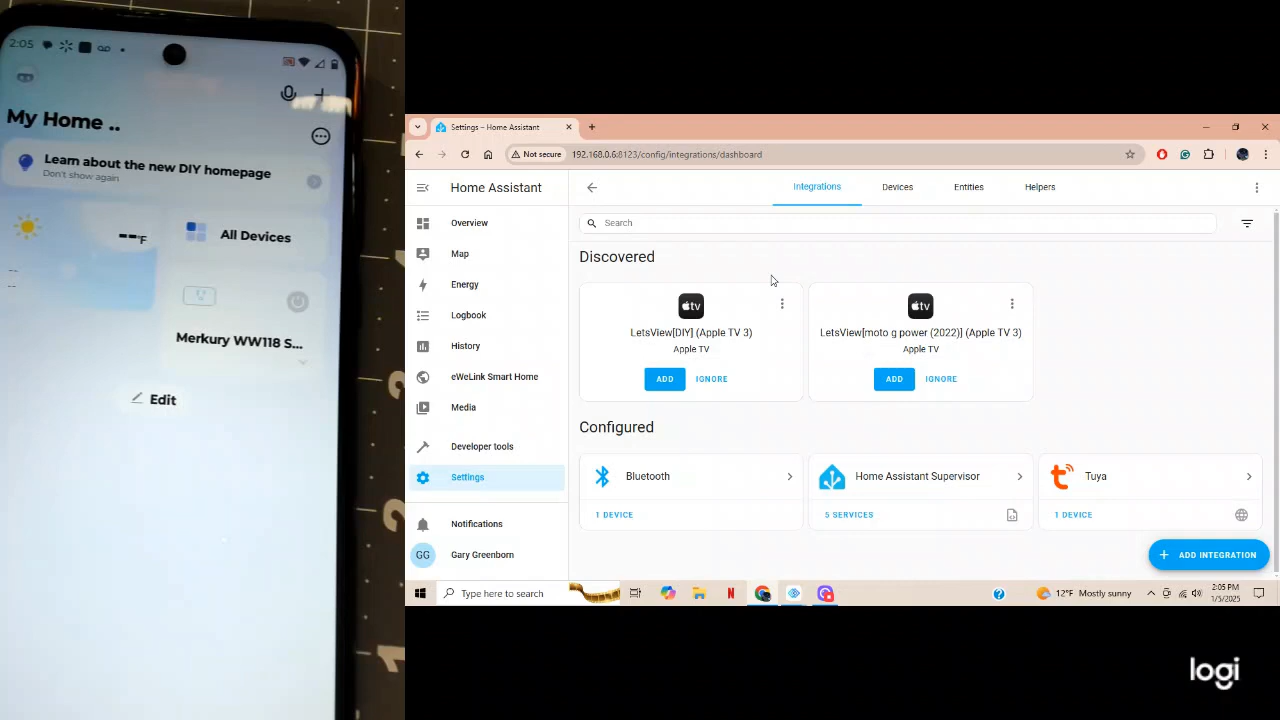 2:05
My Home ..
Learn about the new DIY homepage
Don't show again
--°F
All Devices
--
--
Merkury WW118 S...
Edit
Settings – Home Assistant
Not secure
192.168.0.6:8123/config/integrations/dashboard
Home Assistant
Integrations
Devices
Entities
Helpers
Overview
Map
Energy
Logbook
History
eWeLink Smart Home
Media
Developer tools
Settings
Notifications
GG
Gary Greenborn
Search
Discovered
tv
LetsView[DIY] (Apple TV 3)
Apple TV
ADD
IGNORE
tv
LetsView[moto g power (2022)] (Apple TV 3)
Apple TV
ADD
IGNORE
Configured
Bluetooth
1 DEVICE
Home Assistant Supervisor
5 SERVICES
Tuya
1 DEVICE
ADD INTEGRATION
Type here to search
12°F Mostly sunny
2:05 PM
1/5/2025
logi